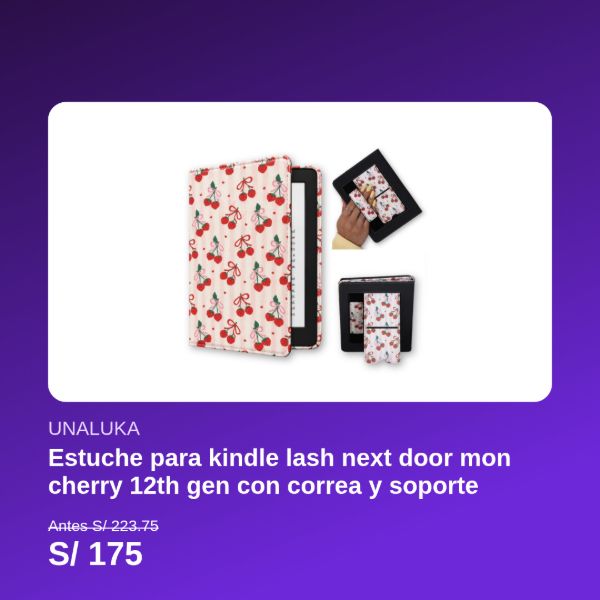 UNALUKA
Estuche para kindle lash next door mon
cherry 12th gen con correa y soporte
Antes S/ 223.75
S/ 175